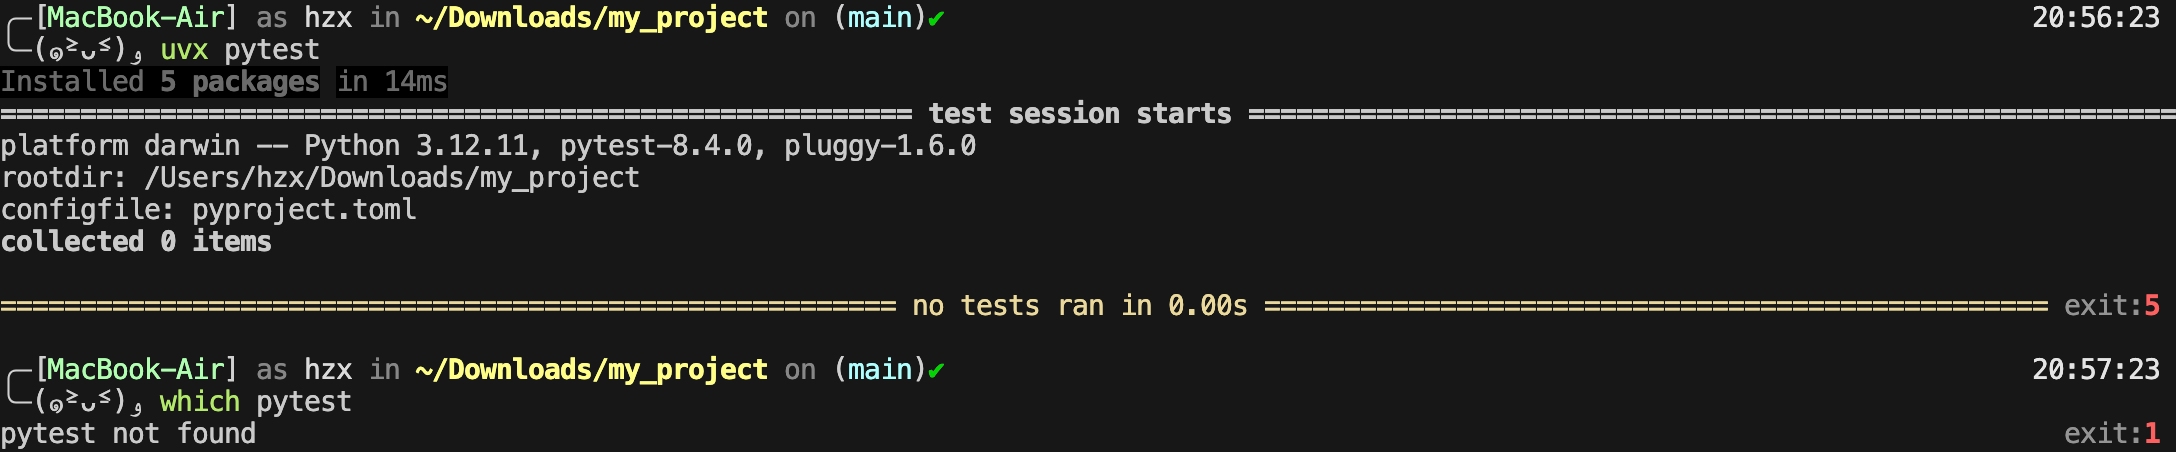 ╭─[MacBook-Air] as hzx in ~/Downloads/my_project on (main)✔ 20:56:23
╰─(๑˃̵ᴗ˂̵)و uvx pytest
Installed 5 packages in 14ms
========================================================= test session starts ==========================================================
platform darwin -- Python 3.12.11, pytest-8.4.0, pluggy-1.6.0
rootdir: /Users/hzx/Downloads/my_project
configfile: pyproject.toml
collected 0 items
======================================================== no tests ran in 0.00s ================================================= exit:5
╭─[MacBook-Air] as hzx in ~/Downloads/my_project on (main)✔ 20:57:23
╰─(๑˃̵ᴗ˂̵)و which pytest
pytest not found exit:1